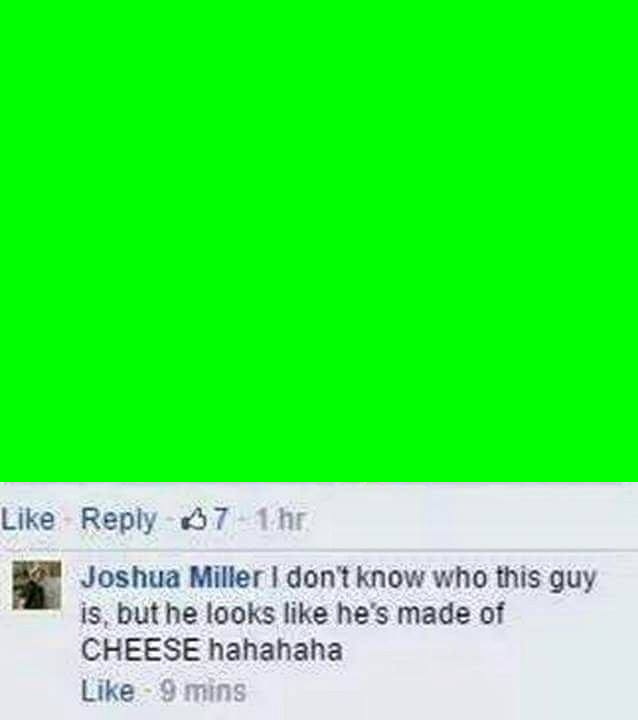 Like · Reply · 7 · 1 hr
Joshua Miller I don't know who this guy
is, but he looks like he's made of
CHEESE hahahaha
Like · 9 mins